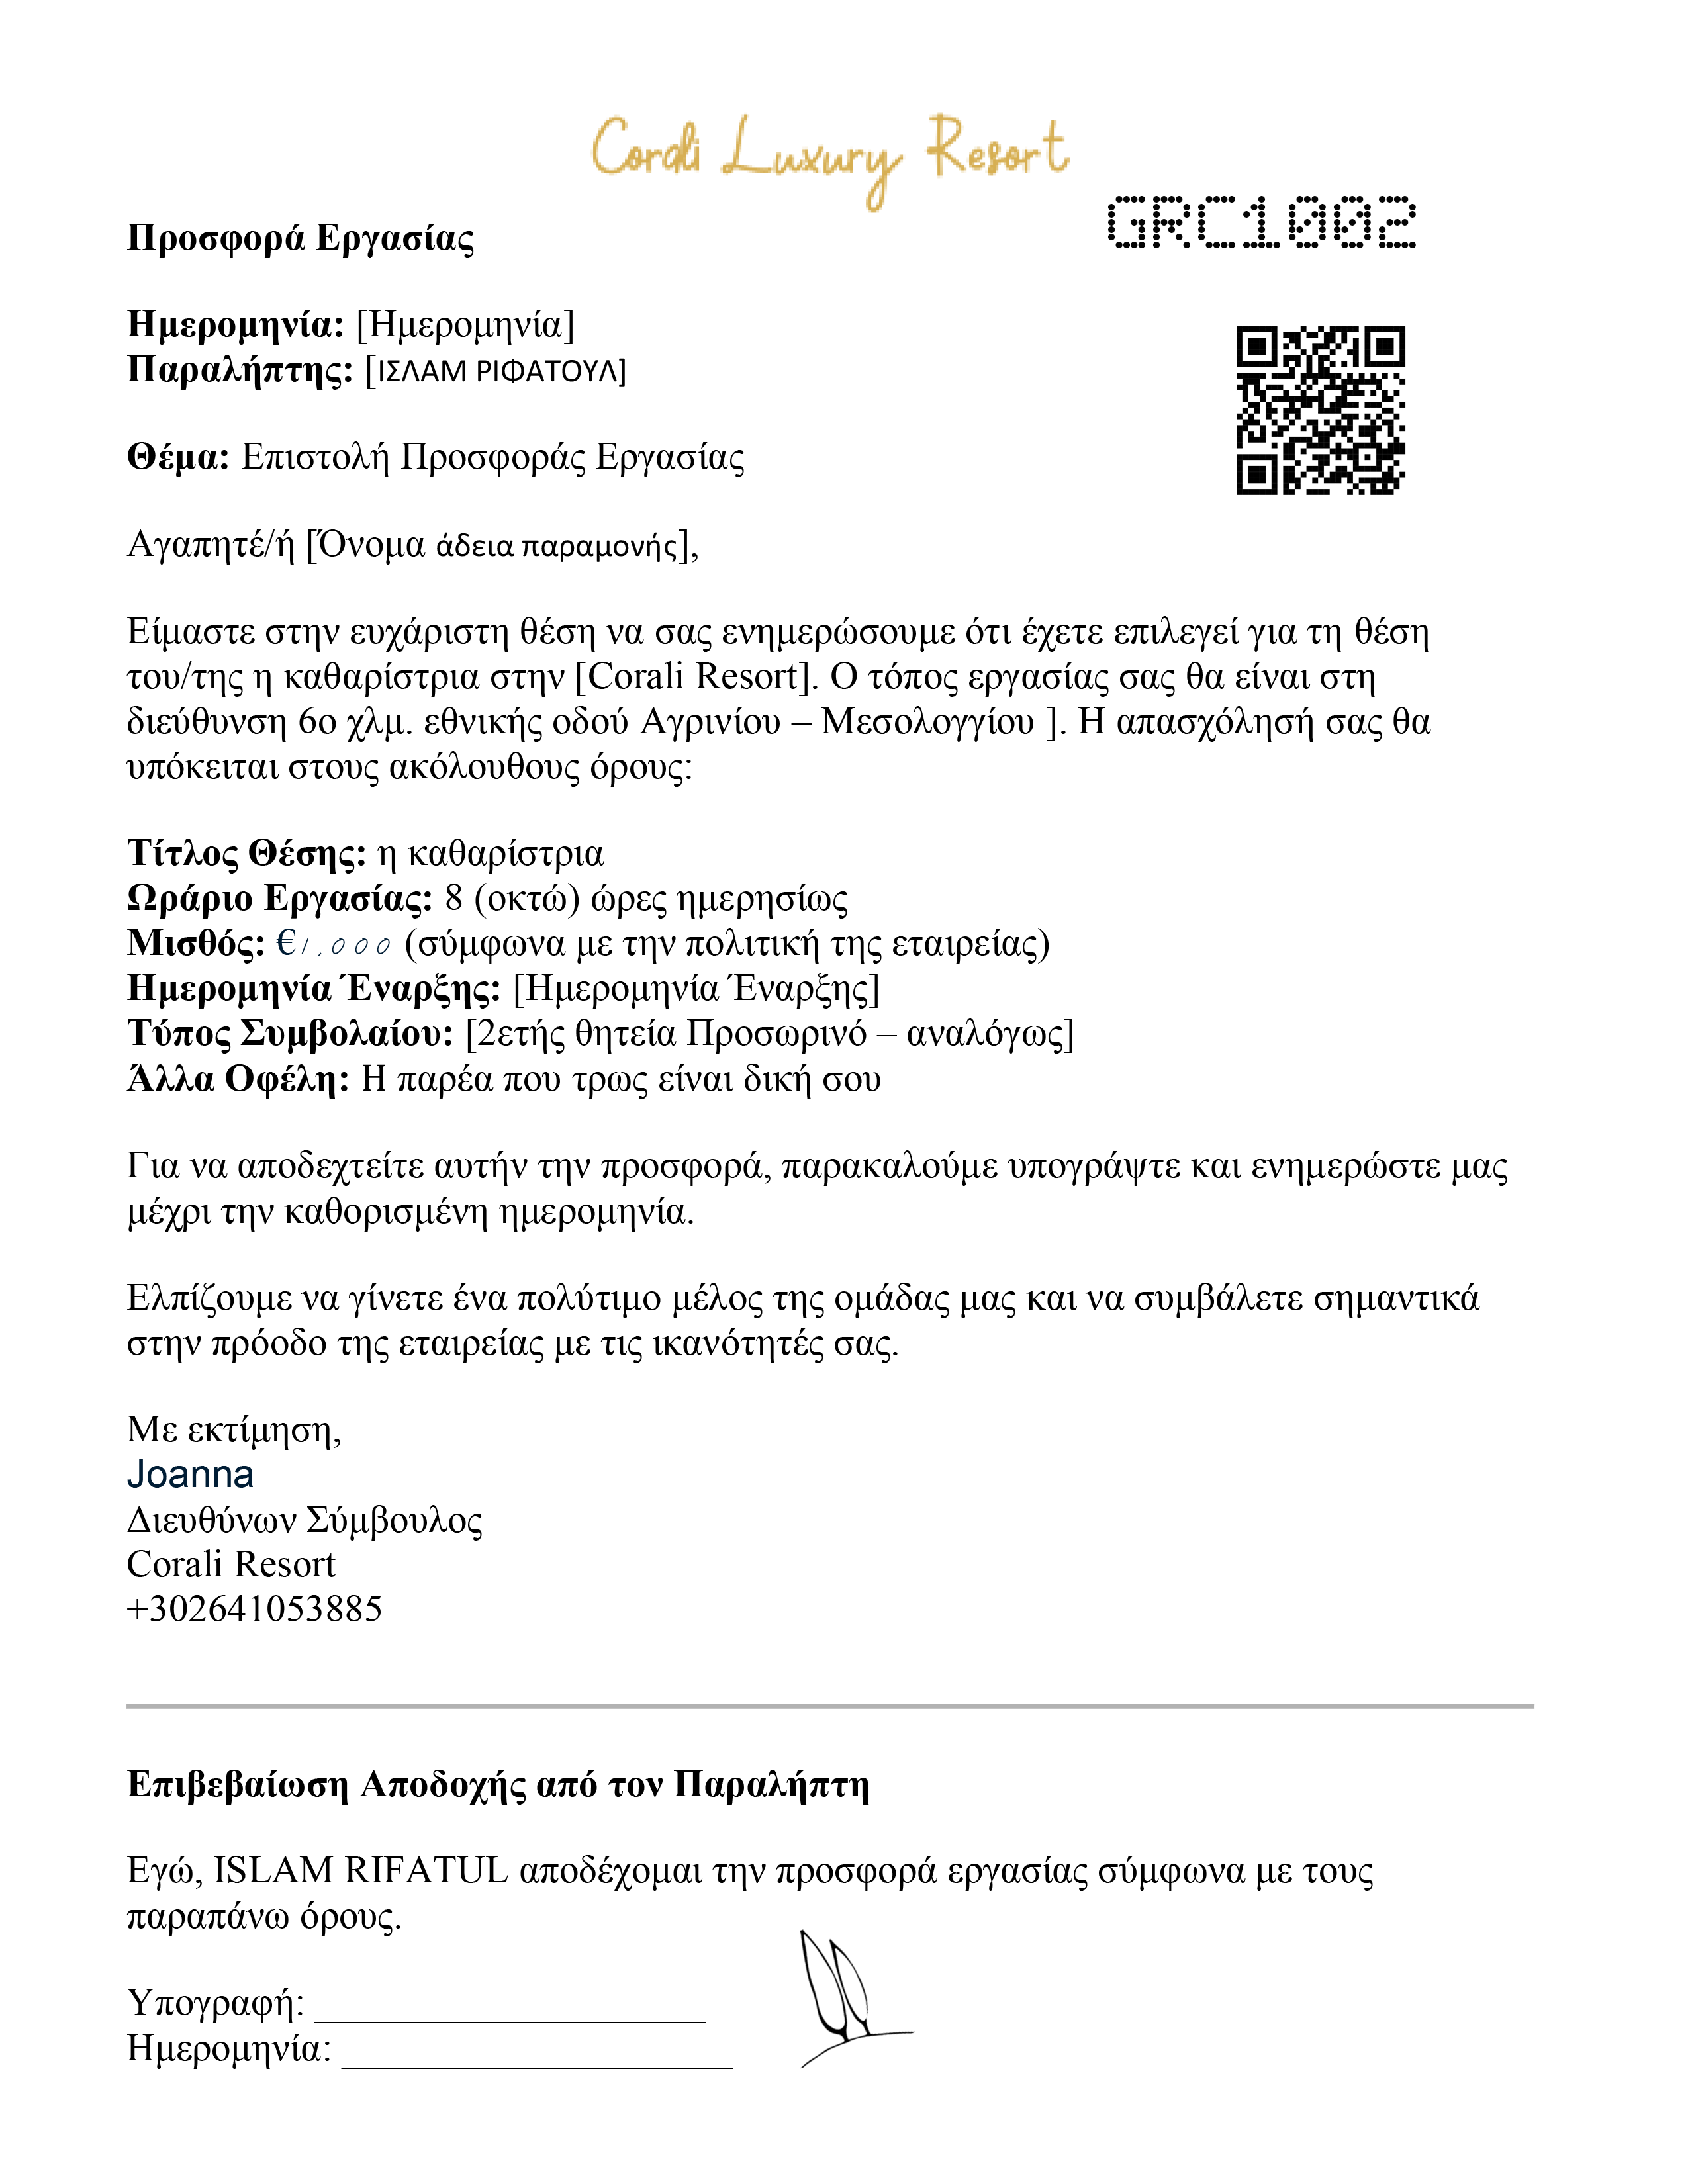 Corali Luxury Resort
GRC1002
Προσφορά Εργασίας
Ημερομηνία: [Ημερομηνία]
Παραλήπτης: [ΙΣΛΑΜ ΡΙΦΑΤΟΥΛ]
Θέμα: Επιστολή Προσφοράς Εργασίας
Αγαπητέ/ή [Όνομα άδεια παραμονής],
Είμαστε στην ευχάριστη θέση να σας ενημερώσουμε ότι έχετε επιλεγεί για τη θέση
του/της η καθαρίστρια στην [Corali Resort]. Ο τόπος εργασίας σας θα είναι στη
διεύθυνση 6ο χλμ. εθνικής οδού Αγρινίου – Μεσολογγίου ]. Η απασχόλησή σας θα
υπόκειται στους ακόλουθους όρους:
Τίτλος Θέσης: η καθαρίστρια
Ωράριο Εργασίας: 8 (οκτώ) ώρες ημερησίως
Μισθός: €1.000 (σύμφωνα με την πολιτική της εταιρείας)
Ημερομηνία Έναρξης: [Ημερομηνία Έναρξης]
Τύπος Συμβολαίου: [2ετής θητεία Προσωρινό – αναλόγως]
Άλλα Οφέλη: Η παρέα που τρως είναι δική σου
Για να αποδεχτείτε αυτήν την προσφορά, παρακαλούμε υπογράψτε και ενημερώστε μας
μέχρι την καθορισμένη ημερομηνία.
Ελπίζουμε να γίνετε ένα πολύτιμο μέλος της ομάδας μας και να συμβάλετε σημαντικά
στην πρόοδο της εταιρείας με τις ικανότητές σας.
Με εκτίμηση,
Joanna
Διευθύνων Σύμβουλος
Corali Resort
+302641053885
Επιβεβαίωση Αποδοχής από τον Παραλήπτη
Εγώ, ISLAM RIFATUL αποδέχομαι την προσφορά εργασίας σύμφωνα με τους
παραπάνω όρους.
Υπογραφή: ____________________
Ημερομηνία: ____________________